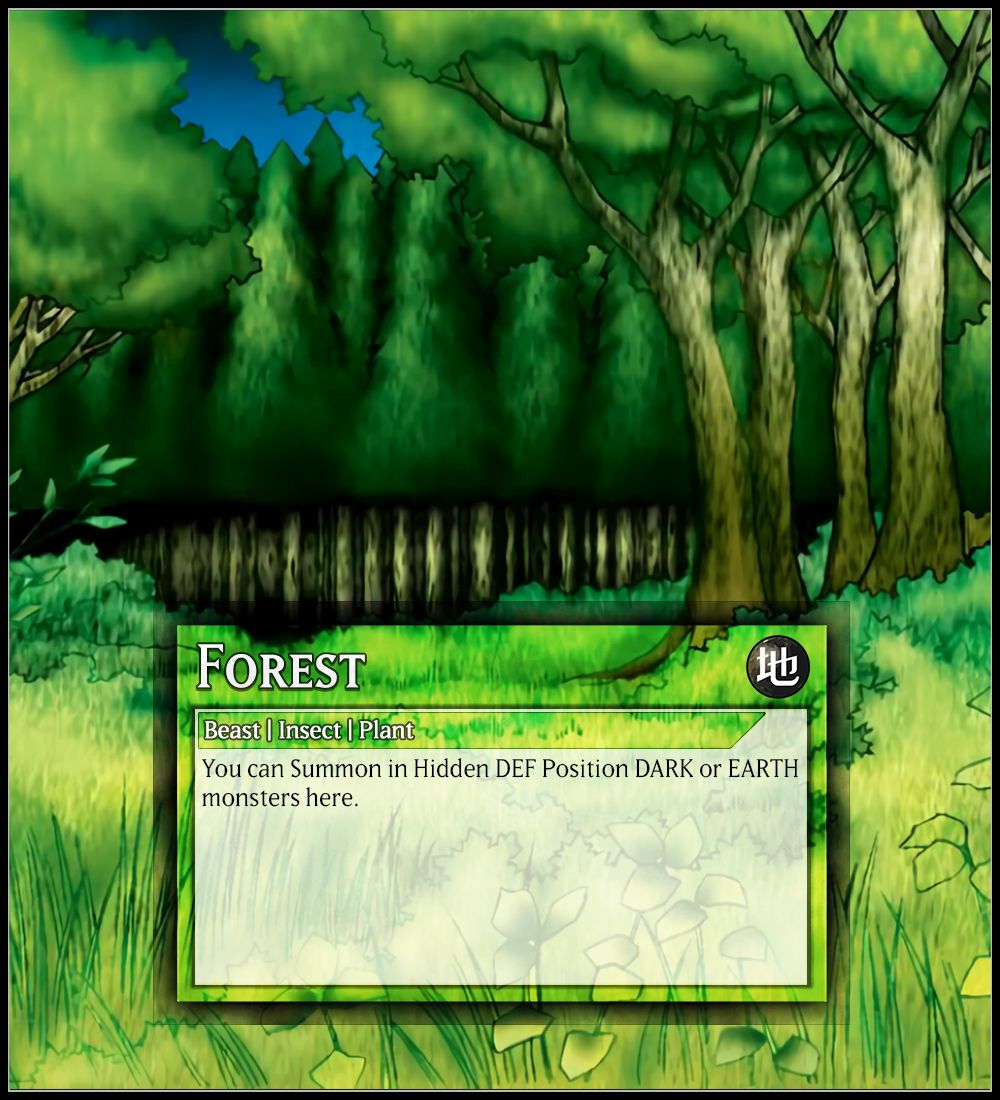 Forest
地
Beast | Insect | Plant
You can Summon in Hidden DEF Position DARK or EARTH
monsters here.